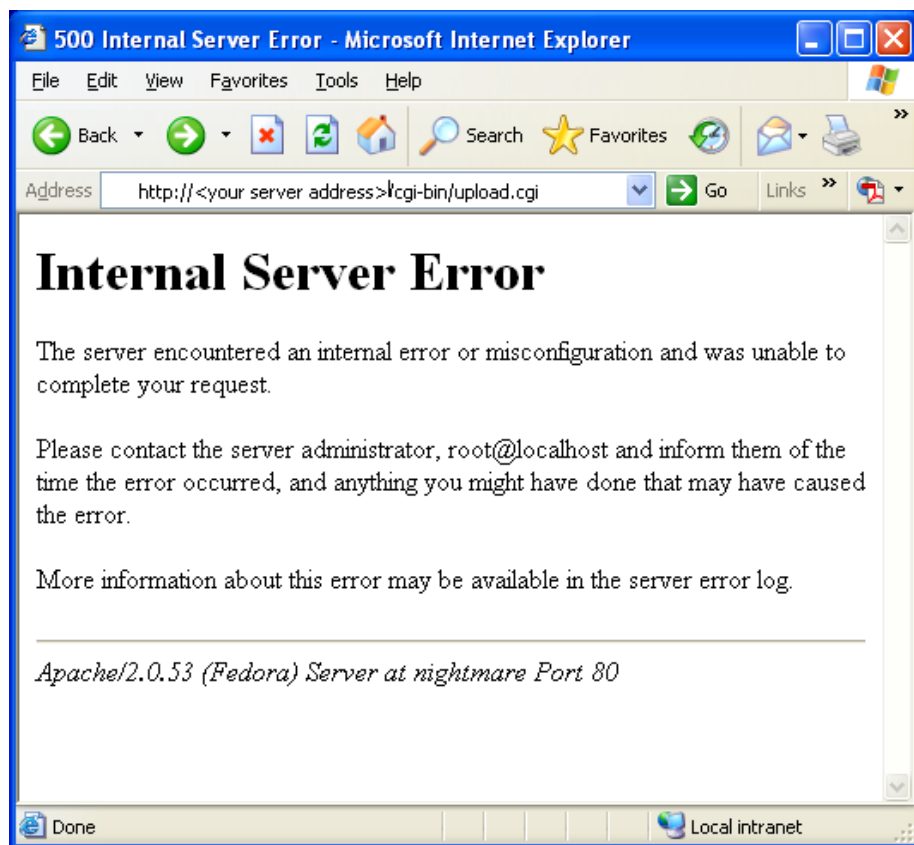 500 Internal Server Error - Microsoft Internet Explorer
File Edit View Favorites Tools Help
Back Search Favorites »
Address http://<your server address>/cgi-bin/upload.cgi Go Links »
Internal Server Error
The server encountered an internal error or misconfiguration and was unable to
complete your request.
Please contact the server administrator, root@localhost and inform them of the
time the error occurred, and anything you might have done that may have caused
the error.
More information about this error may be available in the server error log.
Apache/2.0.53 (Fedora) Server at nightmare Port 80
Done Local intranet